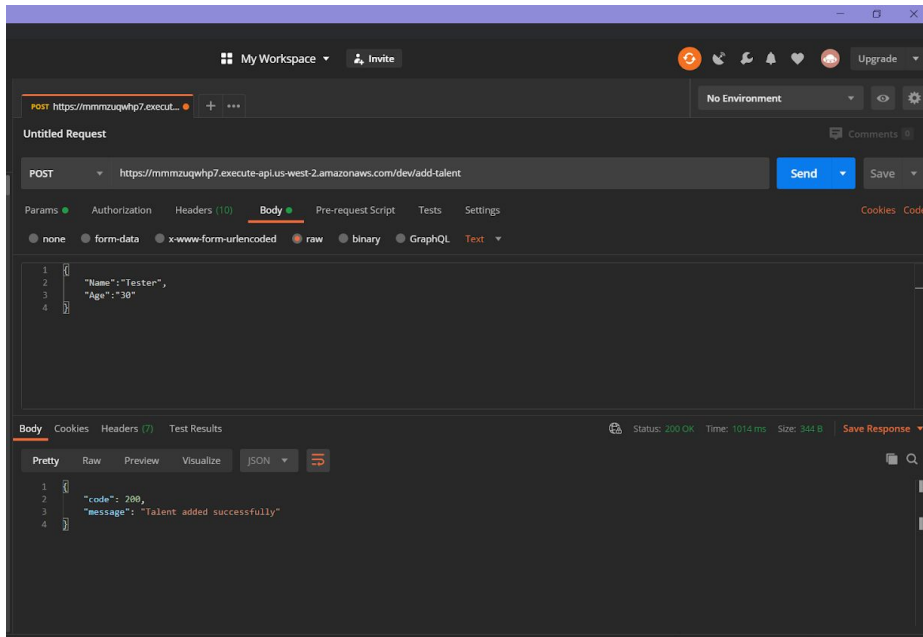 My Workspace Invite Upgrade
POST https://mmmzuqwhp7.execut... + ••• No Environment
Untitled Request Comments 0
POST https://mmmzuqwhp7.execute-api.us-west-2.amazonaws.com/dev/add-talent Send Save
Params Authorization Headers (10) Body Pre-request Script Tests Settings Cookies Code
none form-data x-www-form-urlencoded raw binary GraphQL Text
1 {
2 "Name":"Tester",
3 "Age":"30"
4 }
Body Cookies Headers (7) Test Results Status: 200 OK Time: 1014 ms Size: 344 B Save Response
Pretty Raw Preview Visualize JSON
1 {
2 "code": 200,
3 "message": "Talent added successfully"
4 }